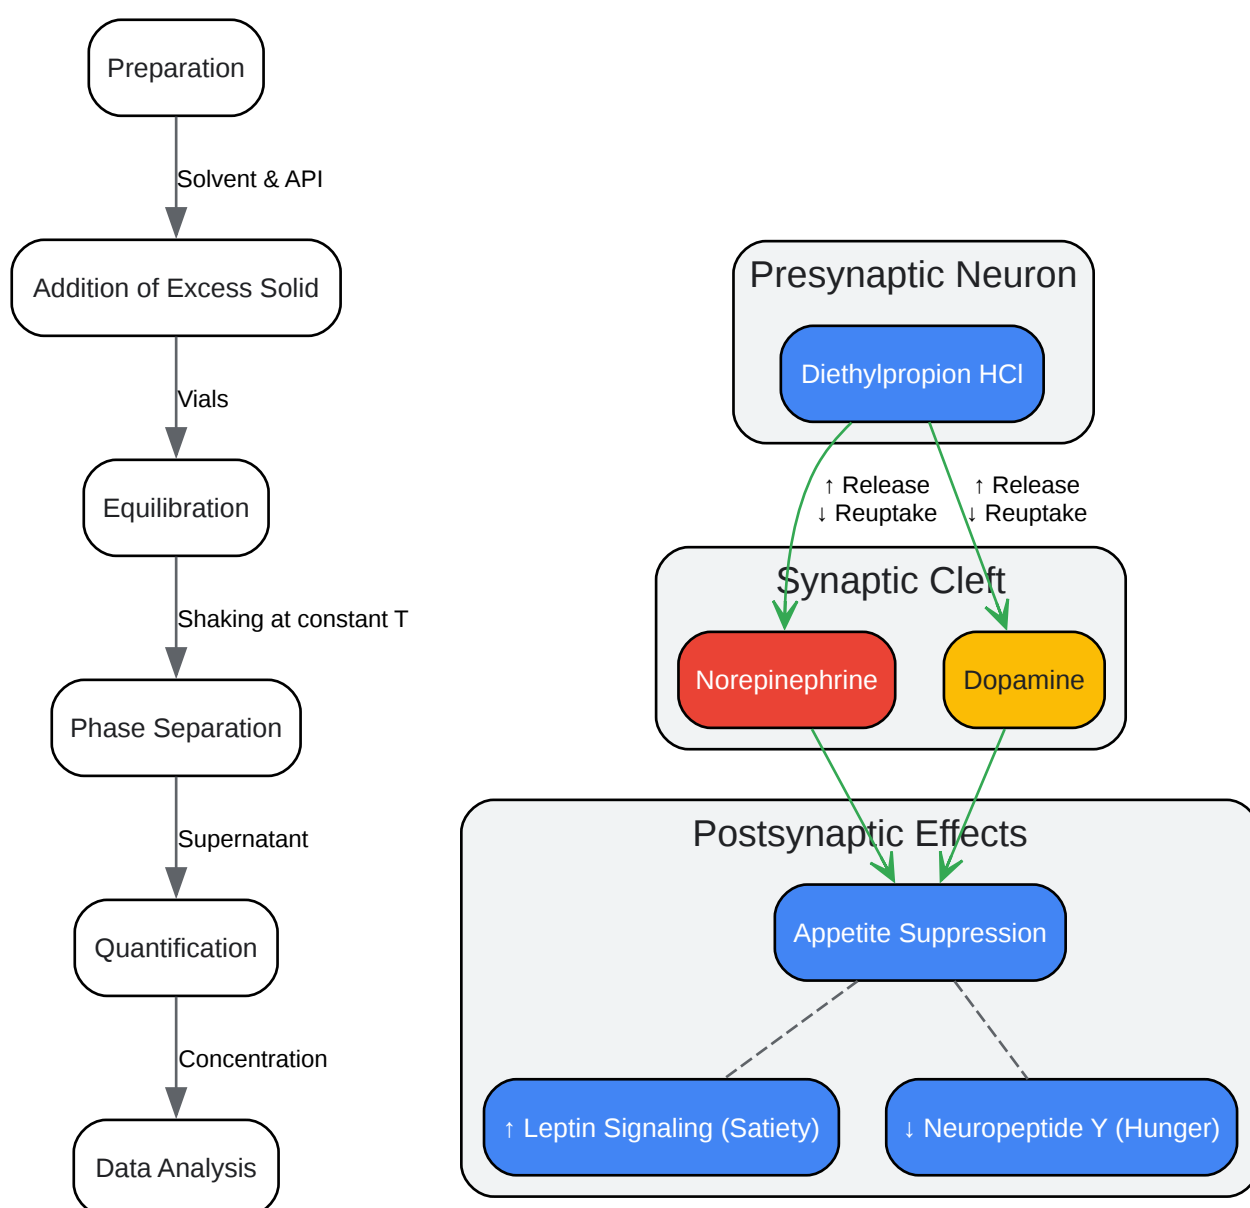 Preparation
Solvent & API
Addition of Excess Solid
Vials
Equilibration
Shaking at constant T
Phase Separation
Supernatant
Quantification
Concentration
Data Analysis
Presynaptic Neuron
Diethylpropion HCl
↑ Release
↓ Reuptake
↑ Release
↓ Reuptake
Synaptic Cleft
Norepinephrine
Dopamine
Postsynaptic Effects
Appetite Suppression
↑ Leptin Signaling (Satiety)
↓ Neuropeptide Y (Hunger)